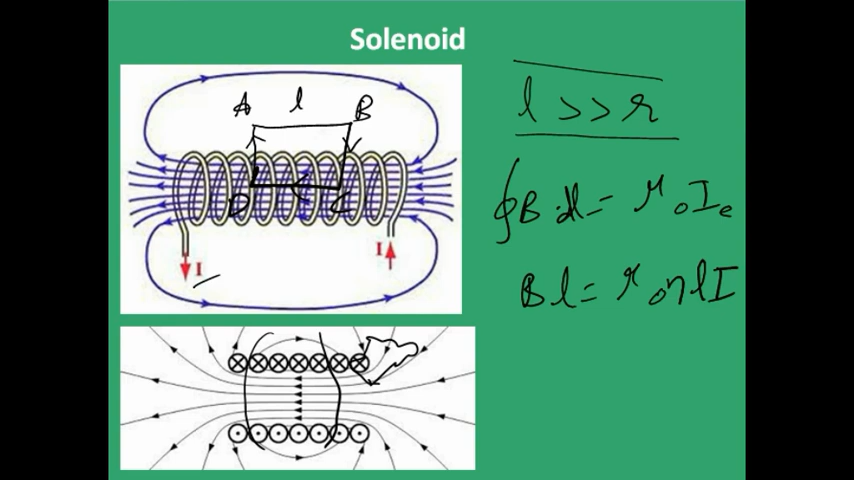 Solenoid
A l B
D C
I I
l >> r
∮B.dl = μ₀Iₑ
Bl = μ₀nlI